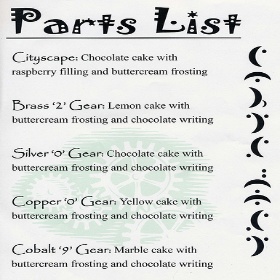 Parts List
Cityscape: Chocolate cake with
raspberry filling and buttercream frosting
Brass '2' Gear: Lemon cake with
buttercream frosting and chocolate writing
Silver '0' Gear: Chocolate cake with
buttercream frosting and chocolate writing
Copper '0' Gear: Yellow cake with
buttercream frosting and chocolate writing
Cobalt '9' Gear: Marble cake with
buttercream frosting and chocolate writing